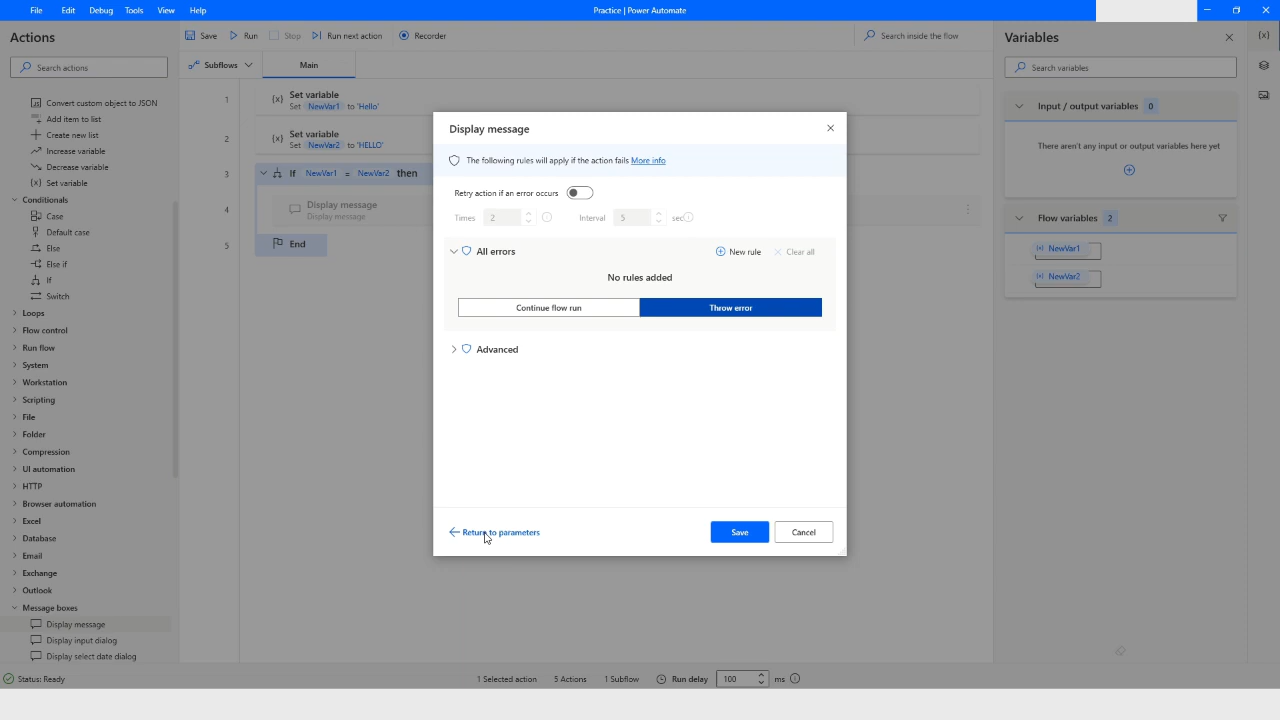 File Edit Debug Tools View Help
Practice | Power Automate
Actions
Search actions
Convert custom object to JSON
Add item to list
Create new list
Increase variable
Decrease variable
Set variable
Conditionals
Case
Default case
Else
Else if
If
Switch
Loops
Flow control
Run flow
System
Workstation
Scripting
File
Folder
Compression
UI automation
HTTP
Browser automation
Excel
Database
Email
Exchange
Outlook
Message boxes
Display message
Display input dialog
Display select date dialog
Save Run Stop Run next action Recorder
Search inside the flow
Subflows Main
1 Set variable
Set NewVar1 to 'Hello'
2 Set variable
Set NewVar2 to 'HELLO'
3 If NewVar1 = NewVar2 then
4 Display message
Display message
5 End
Display message
The following rules will apply if the action fails More info
Retry action if an error occurs
Times 2 Interval 5 sec
All errors New rule Clear all
No rules added
Continue flow run Throw error
Advanced
Return to parameters Save Cancel
Variables
{x}
Search variables
Input / output variables 0
There aren't any input or output variables here yet
Flow variables 2
NewVar1
NewVar2
Status: Ready 1 Selected action 5 Actions 1 Subflow Run delay 100 ms